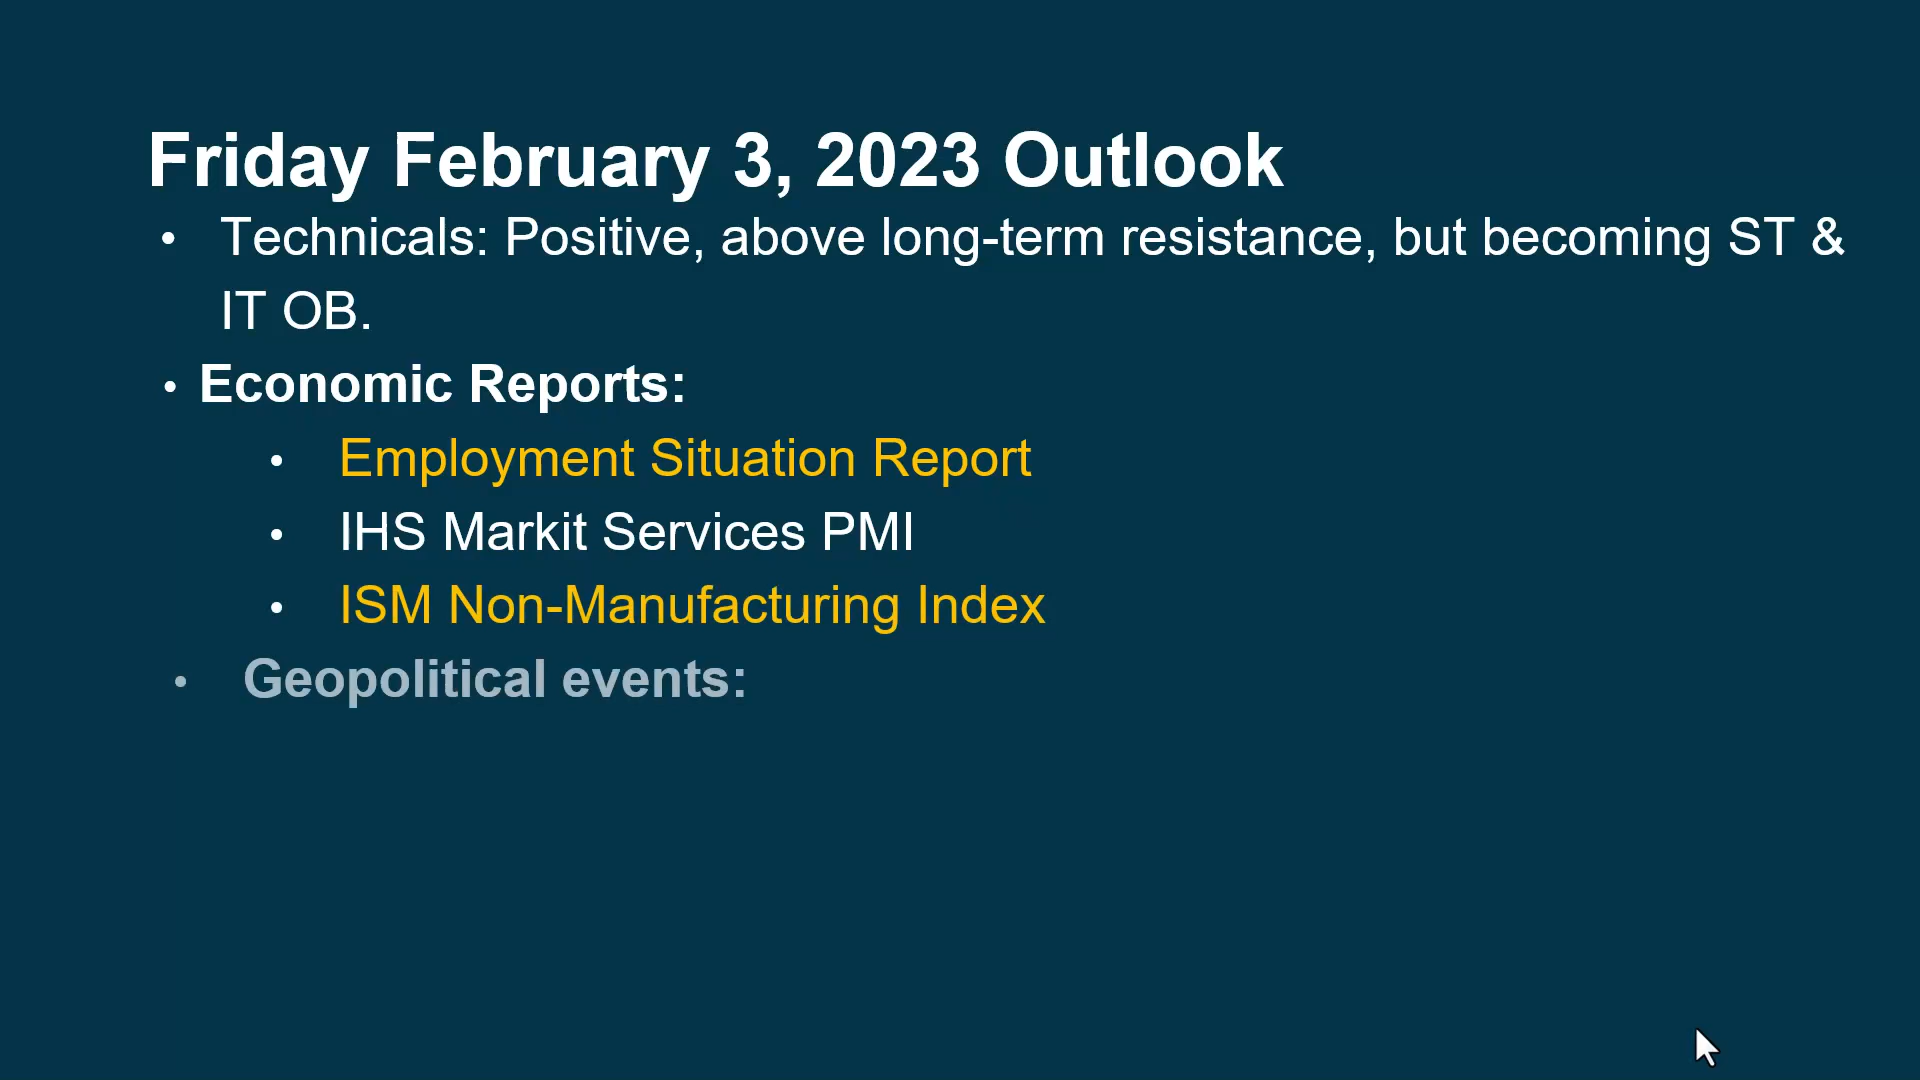 Friday February 3, 2023 Outlook
• Technicals: Positive, above long-term resistance, but becoming ST &
IT OB.
• Economic Reports:
• Employment Situation Report
• IHS Markit Services PMI
• ISM Non-Manufacturing Index
• Geopolitical events: